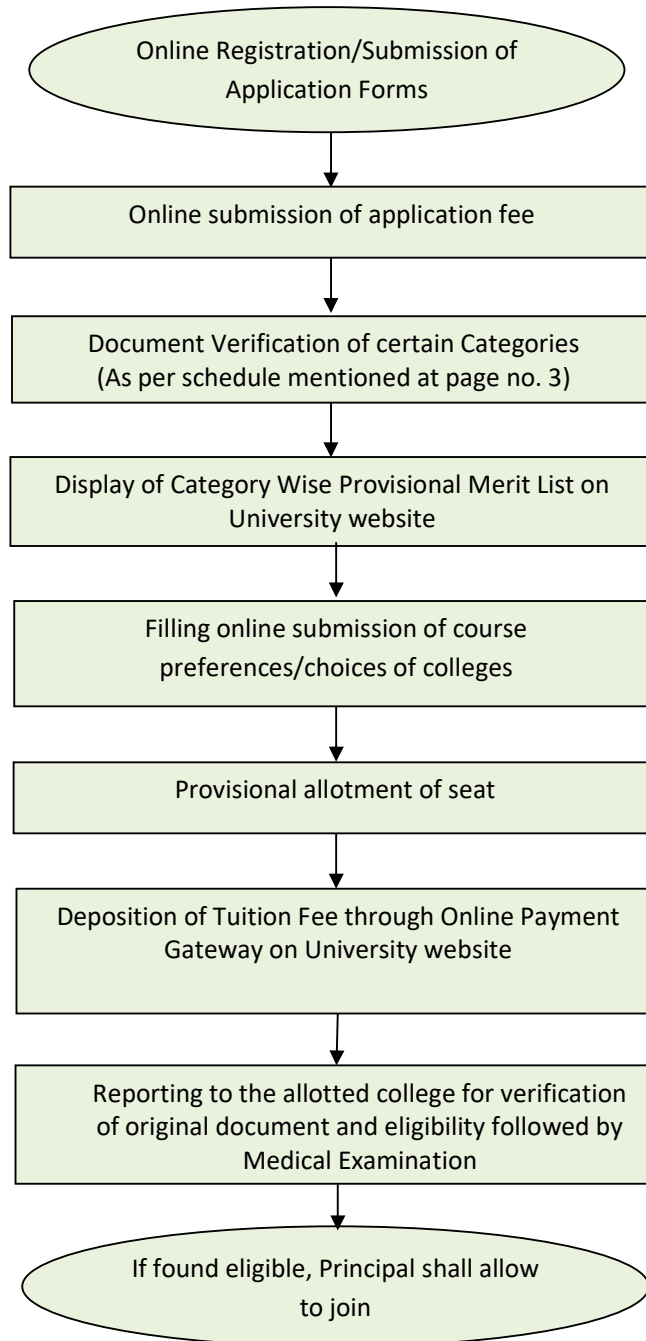 Online Registration/Submission of
Application Forms
Online submission of application fee
Document Verification of certain Categories
(As per schedule mentioned at page no. 3)
Display of Category Wise Provisional Merit List on
University website
Filling online submission of course
preferences/choices of colleges
Provisional allotment of seat
Deposition of Tuition Fee through Online Payment
Gateway on University website
Reporting to the allotted college for verification
of original document and eligibility followed by
Medical Examination
If found eligible, Principal shall allow
to join